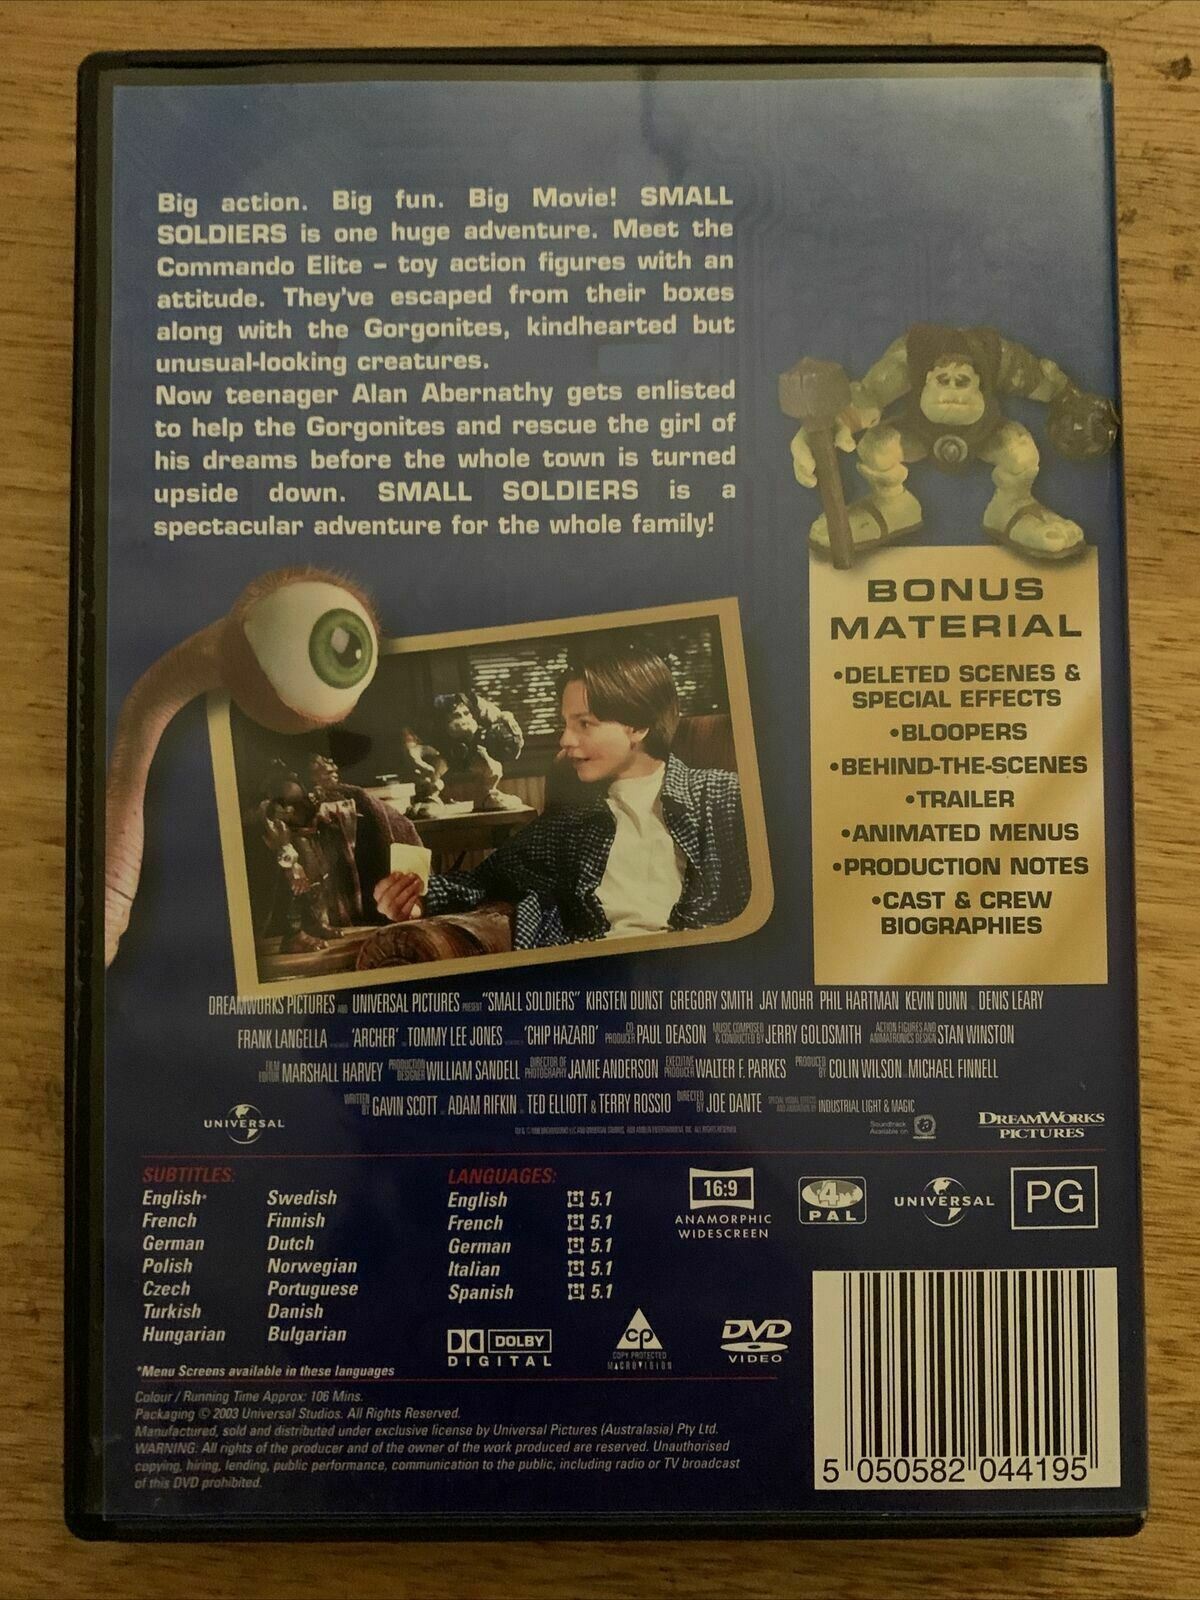 Big action. Big fun. Big Movie! SMALL
SOLDIERS is one huge adventure. Meet the
Commando Elite – toy action figures with an
attitude. They've escaped from their boxes
along with the Gorgonites, kindhearted but
unusual-looking creatures.
Now teenager Alan Abernathy gets enlisted
to help the Gorgonites and rescue the girl of
his dreams before the whole town is turned
upside down. SMALL SOLDIERS is a
spectacular adventure for the whole family!
BONUS
MATERIAL
•DELETED SCENES &
SPECIAL EFFECTS
•BLOOPERS
•BEHIND-THE-SCENES
•TRAILER
•ANIMATED MENUS
•PRODUCTION NOTES
•CAST & CREW
BIOGRAPHIES
DREAMWORKS PICTURES AND UNIVERSAL PICTURES PRESENT "SMALL SOLDIERS" KIRSTEN DUNST GREGORY SMITH JAY MOHR PHIL HARTMAN KEVIN DUNN DENIS LEARY
FRANK LANGELLA 'ARCHER' TOMMY LEE JONES 'CHIP HAZARD' CO PRODUCER PAUL DEASON MUSIC COMPOSED & CONDUCTED BY JERRY GOLDSMITH ACTION FIGURES AND ANIMATRONICS DESIGN STAN WINSTON
FILM EDITOR MARSHALL HARVEY PRODUCTION DESIGNER WILLIAM SANDELL DIRECTOR OF PHOTOGRAPHY JAMIE ANDERSON EXECUTIVE PRODUCER WALTER F. PARKES PRODUCED BY COLIN WILSON MICHAEL FINNELL
WRITTEN BY GAVIN SCOTT ADAM RIFKIN TED ELLIOTT & TERRY ROSSIO DIRECTED BY JOE DANTE SPECIAL VISUAL EFFECTS AND ANIMATION BY INDUSTRIAL LIGHT & MAGIC
UNIVERSAL
Soundtrack
Available on
DREAMWORKS
PICTURES
SUBTITLES:
English* Swedish
French Finnish
German Dutch
Polish Norwegian
Czech Portuguese
Turkish Danish
Hungarian Bulgarian
*Menu Screens available in these languages
LANGUAGES:
English 5.1
French 5.1
German 5.1
Italian 5.1
Spanish 5.1
16:9
ANAMORPHIC
WIDESCREEN
4
PAL
UNIVERSAL
PG
DOLBY
DIGITAL
CP
COPY PROTECTED
MACROVISION
DVD
VIDEO
Colour / Running Time Approx: 106 Mins.
Packaging © 2003 Universal Studios. All Rights Reserved.
Manufactured, sold and distributed under exclusive license by Universal Pictures (Australasia) Pty Ltd.
WARNING: All rights of the producer and of the owner of the work produced are reserved. Unauthorised
copying, hiring, lending, public performance, communication to the public, including radio or TV broadcast
of this DVD prohibited.
5 050582 044195